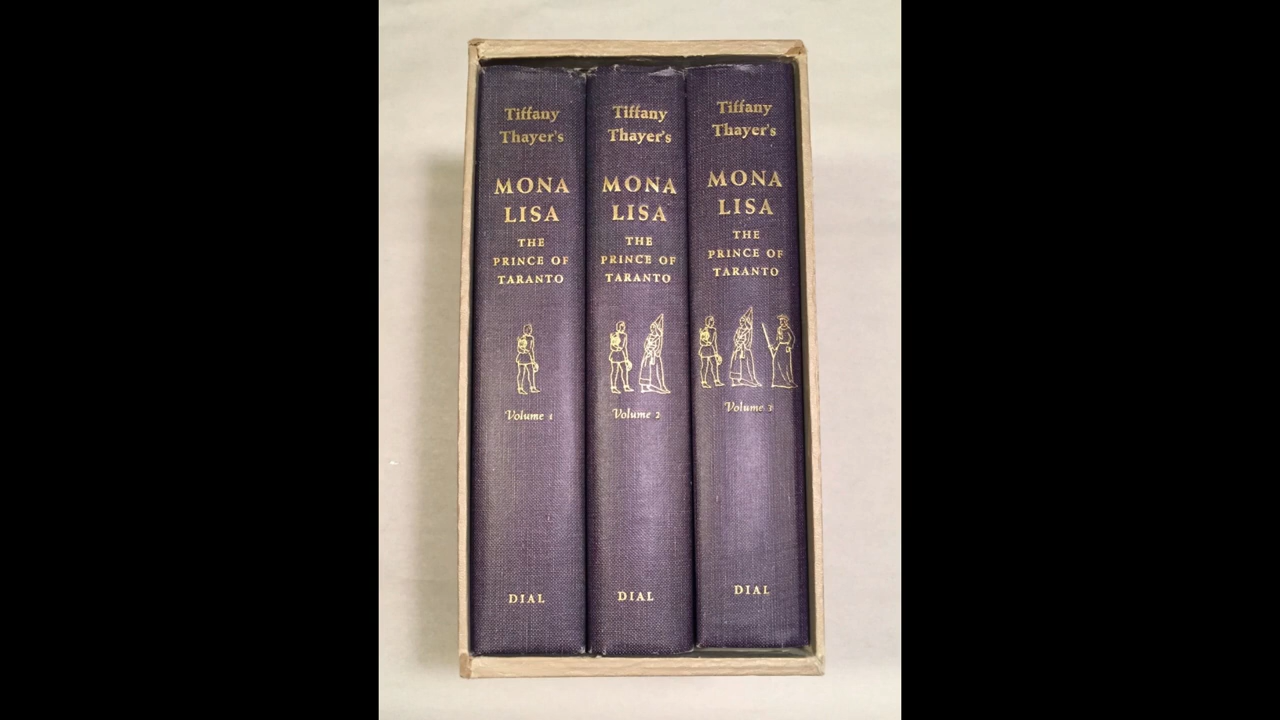 Tiffany
Thayer's
MONA
LISA
THE
PRINCE OF
TARANTO
Volume 1
DIAL
Tiffany
Thayer's
MONA
LISA
THE
PRINCE OF
TARANTO
Volume 2
DIAL
Tiffany
Thayer's
MONA
LISA
THE
PRINCE OF
TARANTO
Volume 3
DIAL